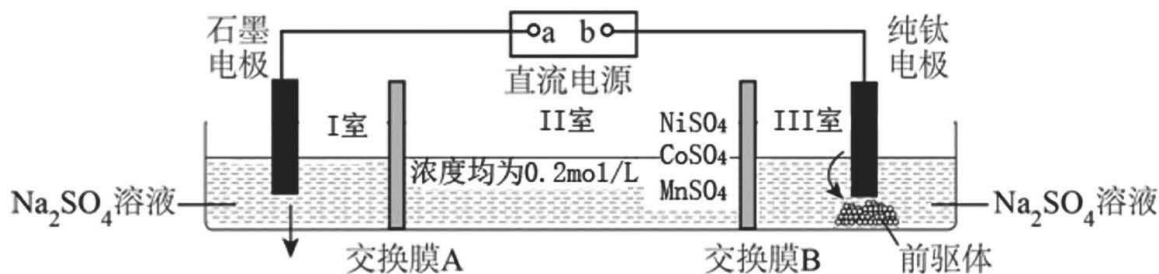 石墨
电极
a b
直流电源
纯钛
电极
I室
II室
NiSO₄
III室
浓度均为0.2mol/L
CoSO₄
MnSO₄
Na₂SO₄溶液
Na₂SO₄溶液
交换膜A
交换膜B
前驱体